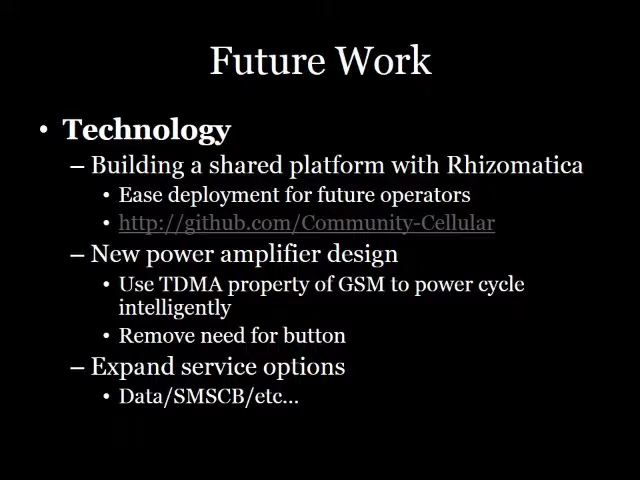 Future Work
• Technology
– Building a shared platform with Rhizomatica
• Ease deployment for future operators
• http://github.com/Community-Cellular
– New power amplifier design
• Use TDMA property of GSM to power cycle
intelligently
• Remove need for button
– Expand service options
• Data/SMSCB/etc...